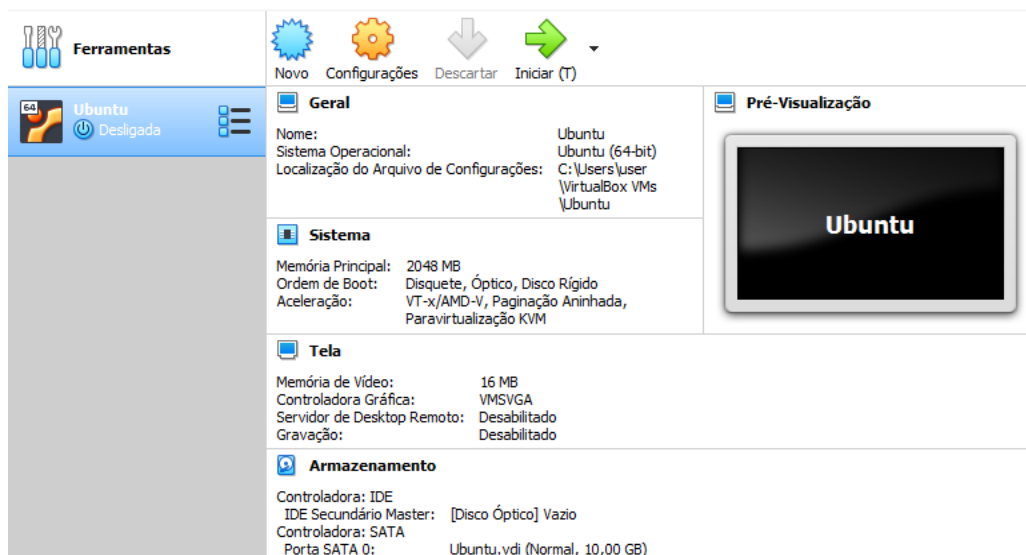 Ferramentas
Novo Configurações Descartar Iniciar (T)
64
Ubuntu
Desligada
Geral
Nome: Ubuntu
Sistema Operacional: Ubuntu (64-bit)
Localização do Arquivo de Configurações: C:\Users\user
\VirtualBox VMs
\Ubuntu
Pré-Visualização
Ubuntu
Sistema
Memória Principal: 2048 MB
Ordem de Boot: Disquete, Óptico, Disco Rígido
Aceleração: VT-x/AMD-V, Paginação Aninhada,
Paravirtualização KVM
Tela
Memória de Vídeo: 16 MB
Controladora Gráfica: VMSVGA
Servidor de Desktop Remoto: Desabilitado
Gravação: Desabilitado
Armazenamento
Controladora: IDE
IDE Secundário Master: [Disco Óptico] Vazio
Controladora: SATA
Porta SATA 0: Ubuntu.vdi (Normal, 10,00 GB)